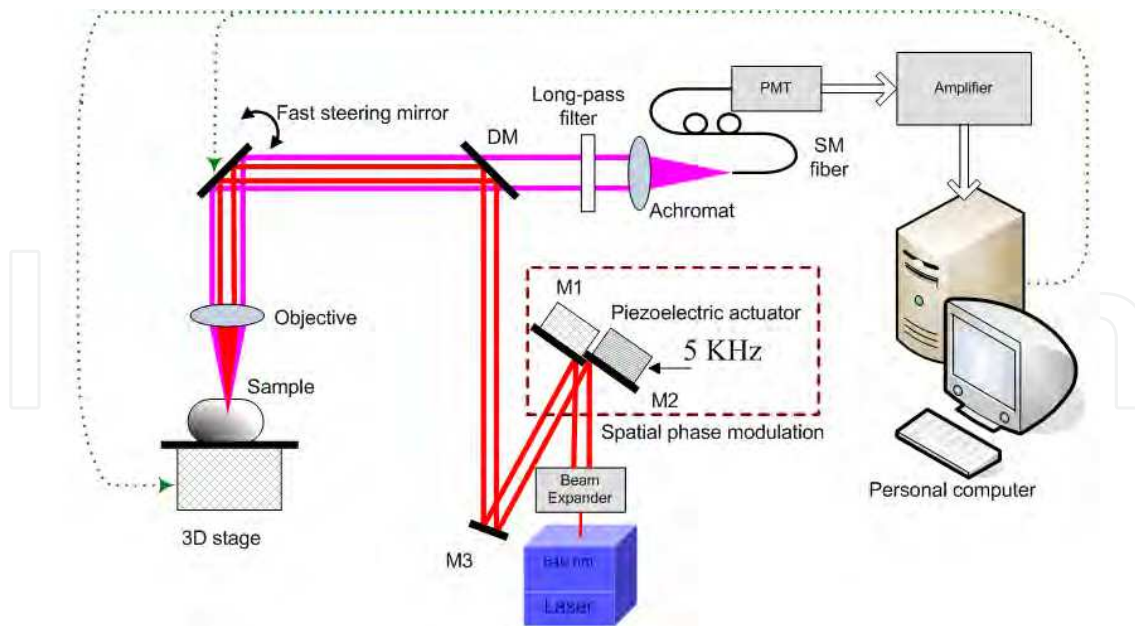 PMT
Amplifier
Long-pass
filter
Fast steering mirror
DM
SM
fiber
Achromat
M1
Piezoelectric actuator
5 KHz
M2
Objective
Sample
Spatial phase modulation
Beam
Expander
Personal computer
3D stage
M3
nm
Laser